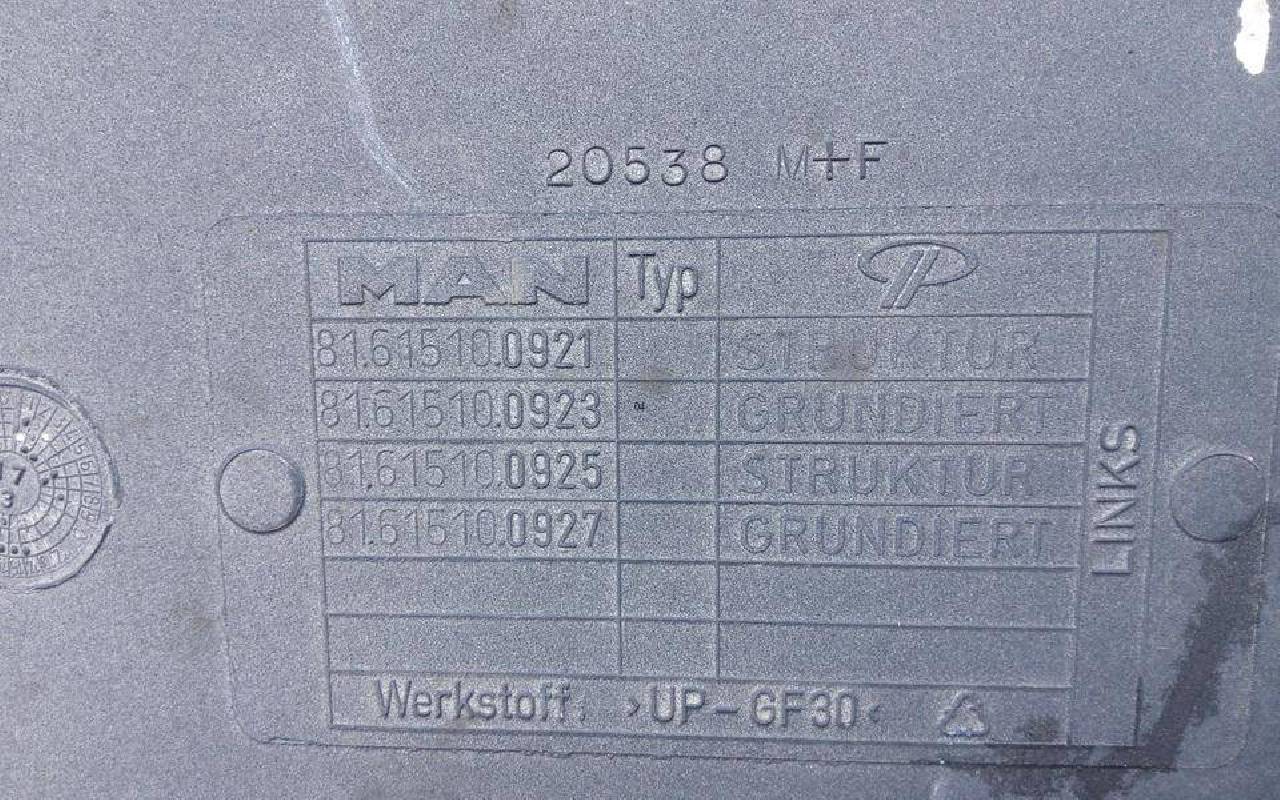 20538 M+F
MAN Typ
81.61510.0921 STRUKTUR
81.61510.0923 GRUNDIERT
81.61510.0925 STRUKTUR
81.61510.0927 GRUNDIERT
LINKS
Werkstoff: >UP-GF30<